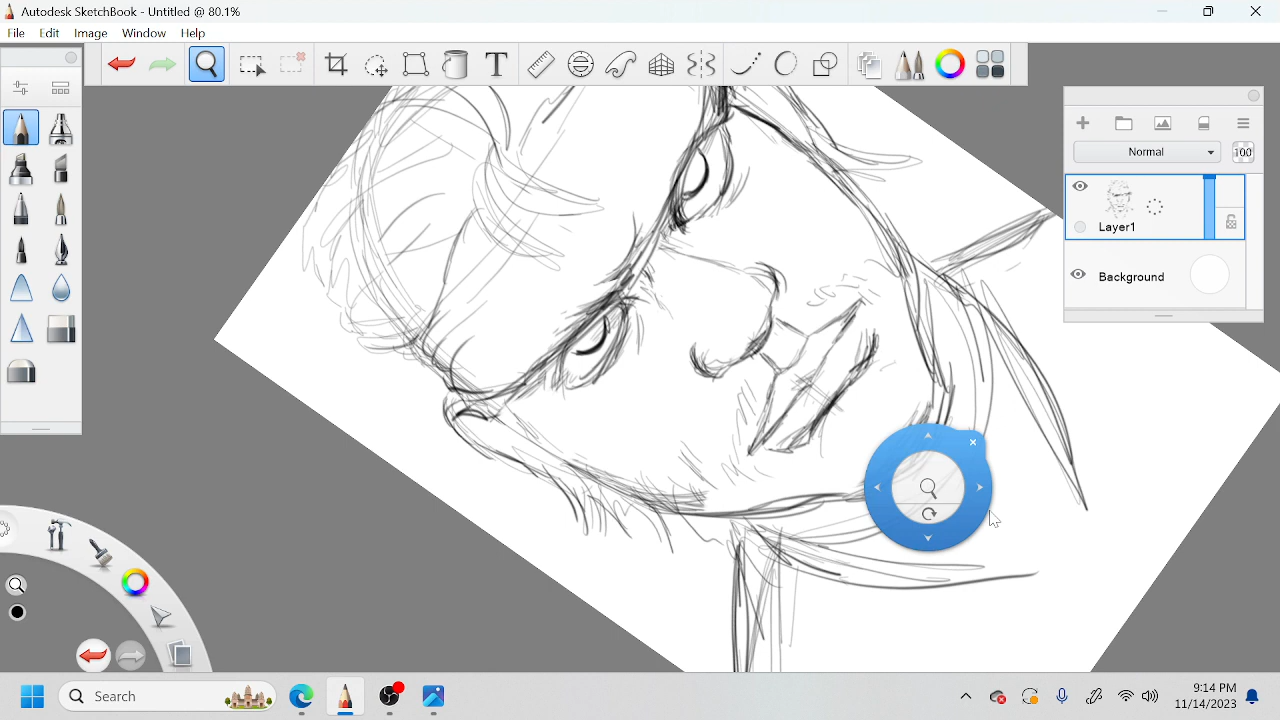 Autodesk SketchBook - Untitled @ 80.1%
File Edit Image Window Help
T
Normal
100
Layer1
Background
Search
9:14 PM
11/14/2023